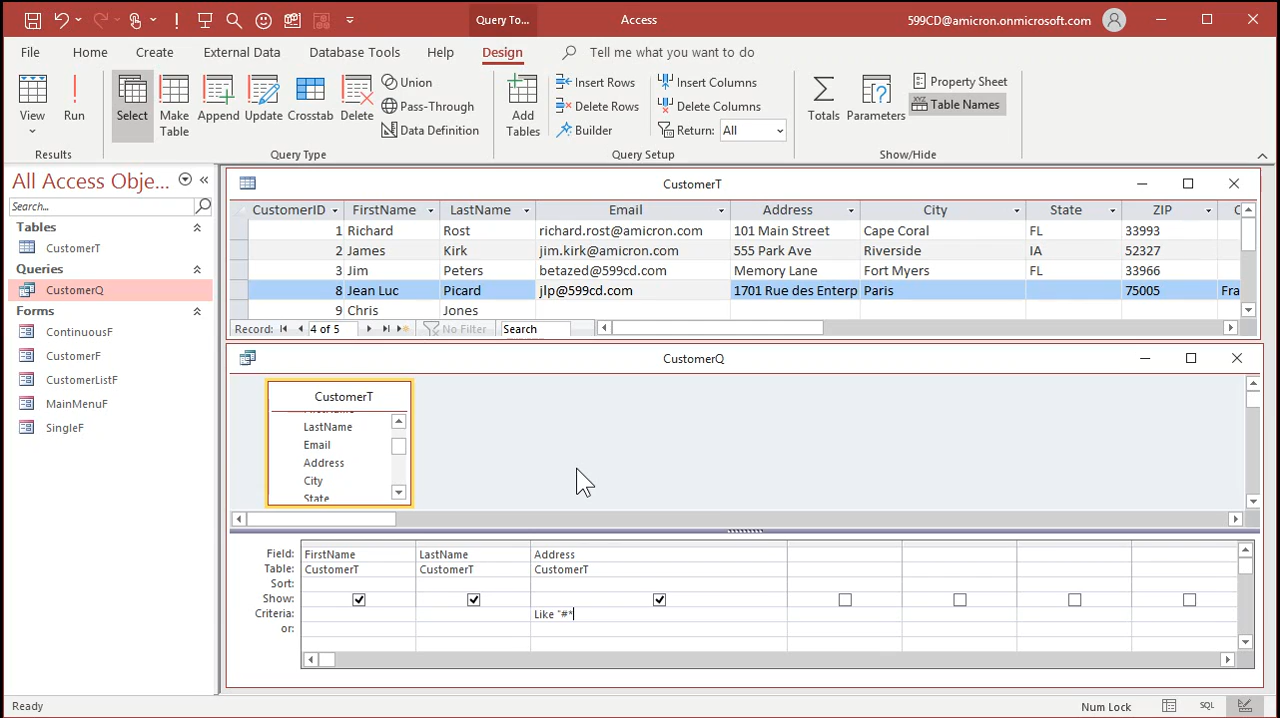 Query To...
Access
599CD@amicron.onmicrosoft.com
File
Home
Create
External Data
Database Tools
Help
Design
Tell me what you want to do
View
Run
Select
Make Table
Append
Update
Crosstab
Delete
Union
Pass-Through
Data Definition
Add Tables
Insert Rows
Delete Rows
Builder
Insert Columns
Delete Columns
Return: All
Totals
Parameters
Property Sheet
Table Names
Results
Query Type
Query Setup
Show/Hide
All Access Obje...
Search...
Tables
CustomerT
Queries
CustomerQ
Forms
ContinuousF
CustomerF
CustomerListF
MainMenuF
SingleF
CustomerT
CustomerID FirstName LastName Email Address City State ZIP C
1 Richard Rost richard.rost@amicron.com 101 Main Street Cape Coral FL 33993
2 James Kirk jim.kirk@amicron.com 555 Park Ave Riverside IA 52327
3 Jim Peters betazed@599cd.com Memory Lane Fort Myers FL 33966
8 Jean Luc Picard jlp@599cd.com 1701 Rue des Enterp Paris 75005 Fra
9 Chris Jones
Record: 4 of 5 No Filter Search
CustomerQ
CustomerT
LastName
Email
Address
City
State
Field: FirstName LastName Address
Table: CustomerT CustomerT CustomerT
Sort:
Show:
Criteria: Like "#*
or:
Ready
Num Lock
SQL